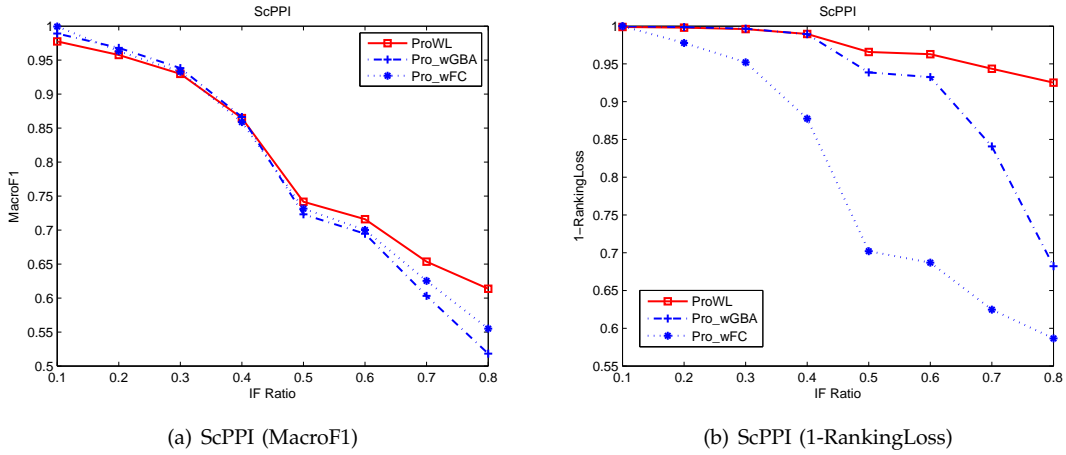 ScPPI
1
0.95
0.9
0.85
0.8
0.75
0.7
0.65
0.6
0.55
0.5
MacroF1
ProWL
Pro_wGBA
Pro_wFC
0.1 0.2 0.3 0.4 0.5 0.6 0.7 0.8
IF Ratio
(a) ScPPI (MacroF1)
ScPPI
1
0.95
0.9
0.85
0.8
0.75
0.7
0.65
0.6
0.55
1−RankingLoss
ProWL
Pro_wGBA
Pro_wFC
0.1 0.2 0.3 0.4 0.5 0.6 0.7 0.8
IF Ratio
(b) ScPPI (1-RankingLoss)